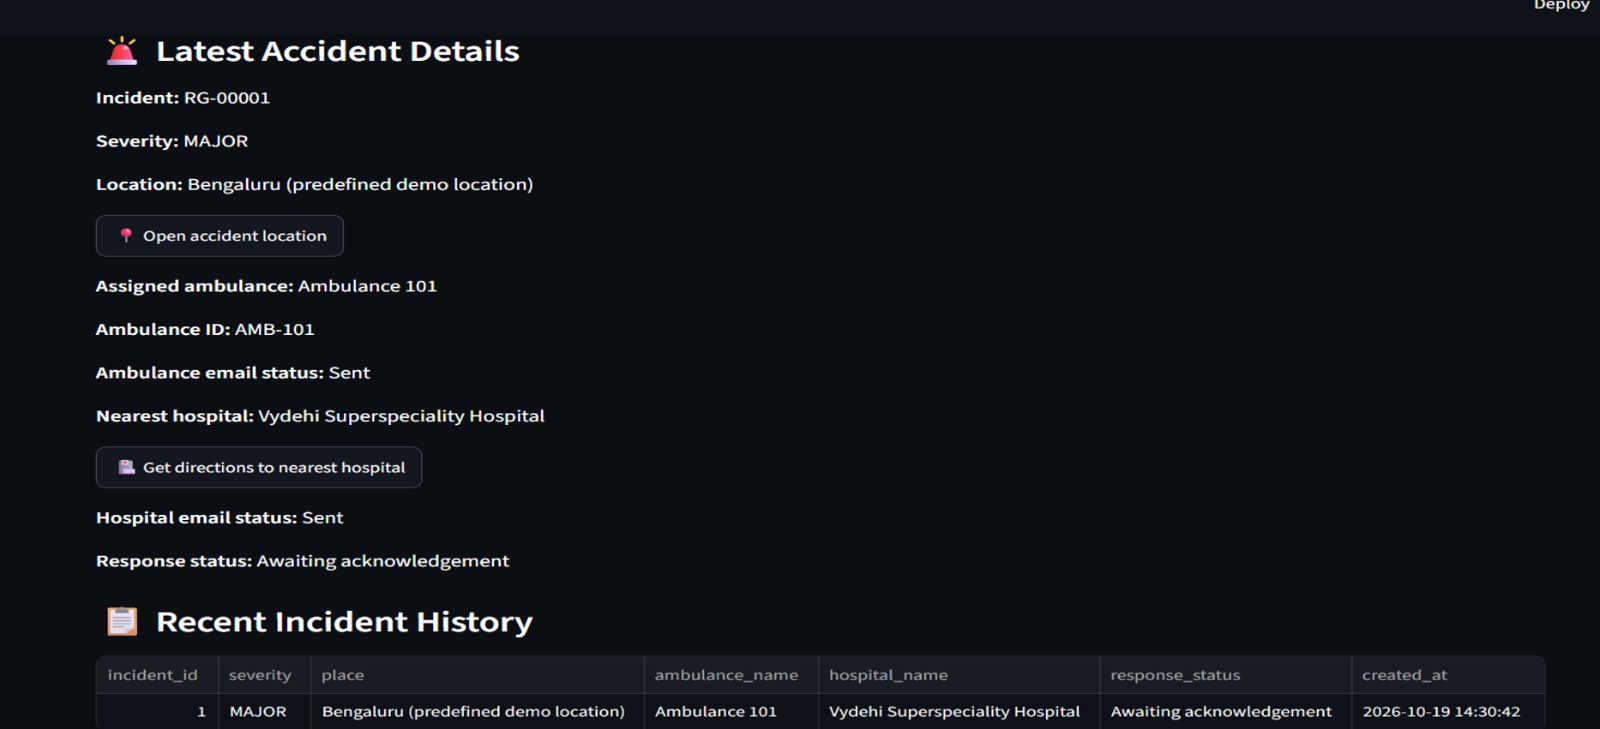 Deploy
Latest Accident Details
Incident: RG-00001
Severity: MAJOR
Location: Bengaluru (predefined demo location)
Open accident location
Assigned ambulance: Ambulance 101
Ambulance ID: AMB-101
Ambulance email status: Sent
Nearest hospital: Vydehi Superspeciality Hospital
Get directions to nearest hospital
Hospital email status: Sent
Response status: Awaiting acknowledgement
Recent Incident History
incident_id severity place ambulance_name hospital_name response_status created_at
1 MAJOR Bengaluru (predefined demo location) Ambulance 101 Vydehi Superspeciality Hospital Awaiting acknowledgement 2026-10-19 14:30:42